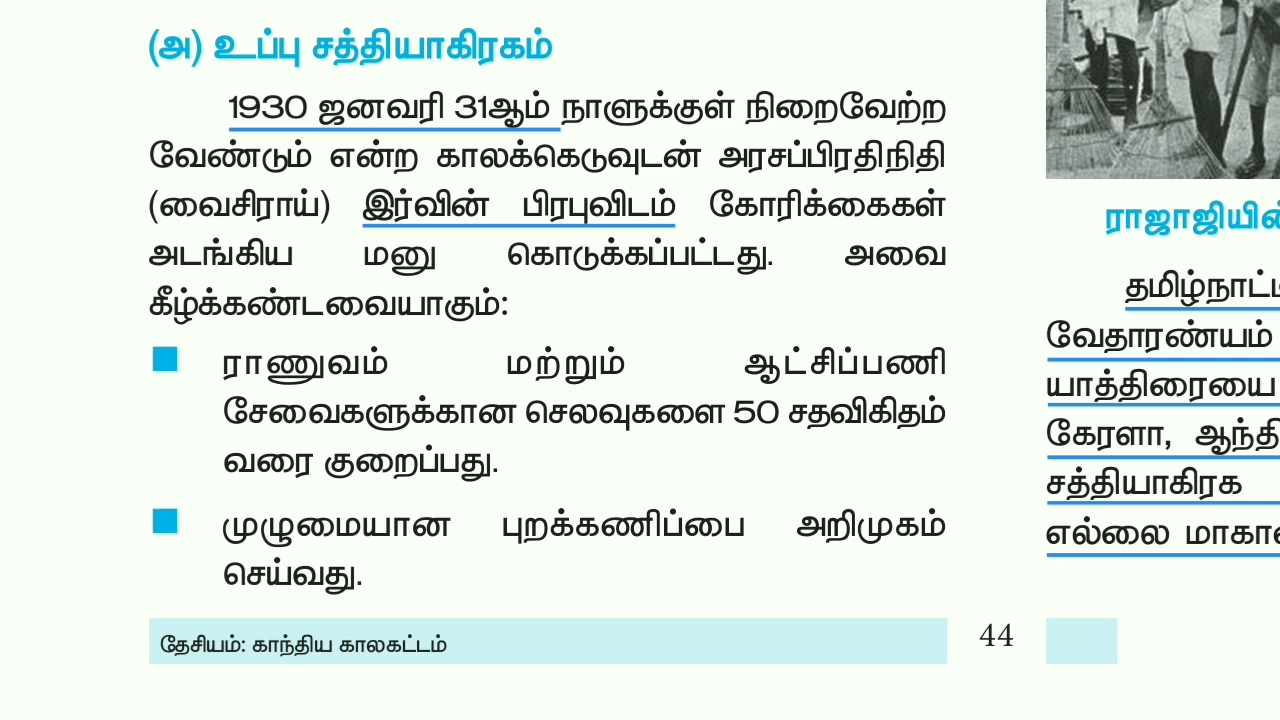 (அ) உப்பு சத்தியாகிரகம்
1930 ஜனவரி 31ஆம் நாளுக்குள் நிறைவேற்ற
வேண்டும் என்ற காலக்கெடுவுடன் அரசப்பிரதிநிதி
(வைசிராய்) இர்வின் பிரபுவிடம் கோரிக்கைகள்
அடங்கிய மனு கொடுக்கப்பட்டது. அவை
கீழ்க்கண்டவையாகும்:
ராணுவம் மற்றும் ஆட்சிப்பணி
சேவைகளுக்கான செலவுகளை 50 சதவிகிதம்
வரை குறைப்பது.
முழுமையான புறக்கணிப்பை அறிமுகம்
செய்வது.
தேசியம்: காந்திய காலகட்டம்
44
வேதாரண்யம்
யாத்திரையை
கேரளா,
சத்தியாகிரக
எல்லை